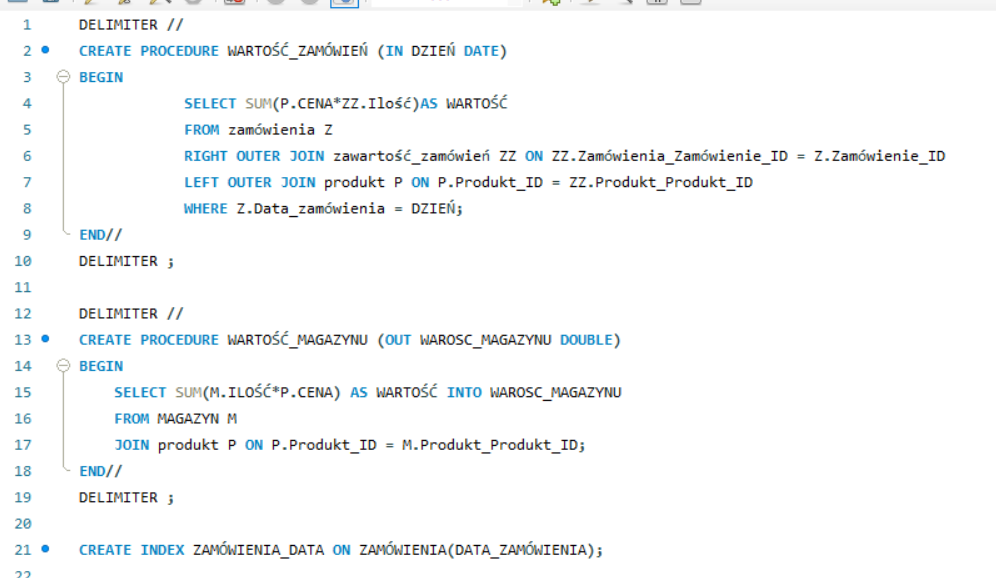 1 DELIMITER //
2 CREATE PROCEDURE WARTOŚĆ_ZAMÓWIEŃ (IN DZIEŃ DATE)
3 BEGIN
4 SELECT SUM(P.CENA*ZZ.Ilość)AS WARTOŚĆ
5 FROM zamówienia Z
6 RIGHT OUTER JOIN zawartość_zamówień ZZ ON ZZ.Zamówienia_Zamówienie_ID = Z.Zamówienie_ID
7 LEFT OUTER JOIN produkt P ON P.Produkt_ID = ZZ.Produkt_Produkt_ID
8 WHERE Z.Data_zamówienia = DZIEŃ;
9 END//
10 DELIMITER ;
11
12 DELIMITER //
13 CREATE PROCEDURE WARTOŚĆ_MAGAZYNU (OUT WAROSC_MAGAZYNU DOUBLE)
14 BEGIN
15 SELECT SUM(M.ILOŚĆ*P.CENA) AS WARTOŚĆ INTO WAROSC_MAGAZYNU
16 FROM MAGAZYN M
17 JOIN produkt P ON P.Produkt_ID = M.Produkt_Produkt_ID;
18 END//
19 DELIMITER ;
20
21 CREATE INDEX ZAMÓWIENIA_DATA ON ZAMÓWIENIA(DATA_ZAMÓWIENIA);
22